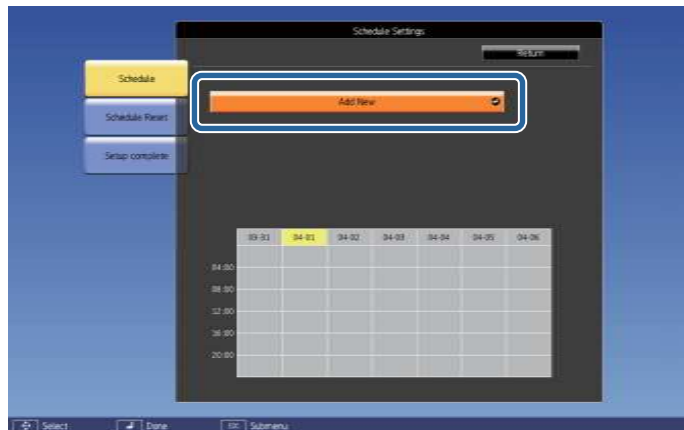 Schedule Settings
Return
Schedule
Add New
Schedule Reset
Setup complete
03-31 04-01 04-02 04-03 04-04 04-05 04-06
04:00
08:00
12:00
16:00
20:00
Select Done Esc Submenu